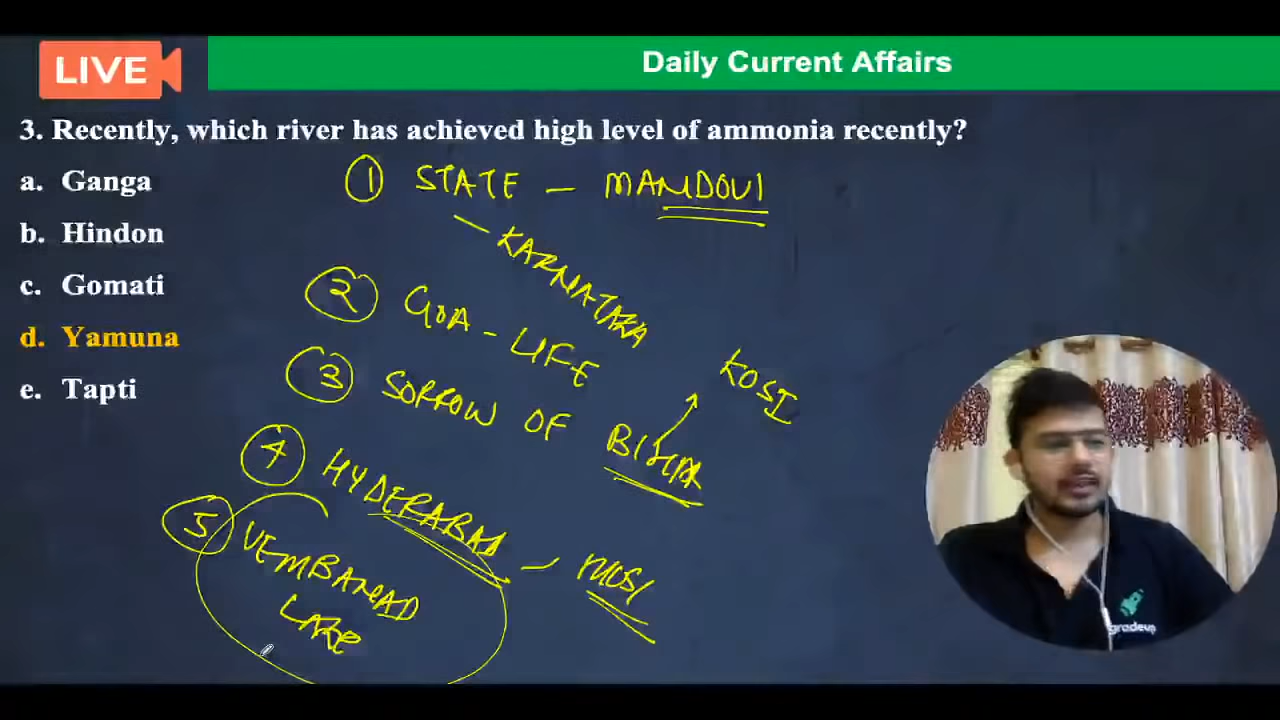 LIVE
Daily Current Affairs
3. Recently, which river has achieved high level of ammonia recently?
a. Ganga
b. Hindon
c. Gomati
d. Yamuna
e. Tapti
1 STATE – MANDOVI
– KARNATAKA
2 GOA – LIFE
KOSI
3 SORROW OF BIHAR
4 HYDERABAD – MOSI
5 VEMBANAD
LAKE
gradeup